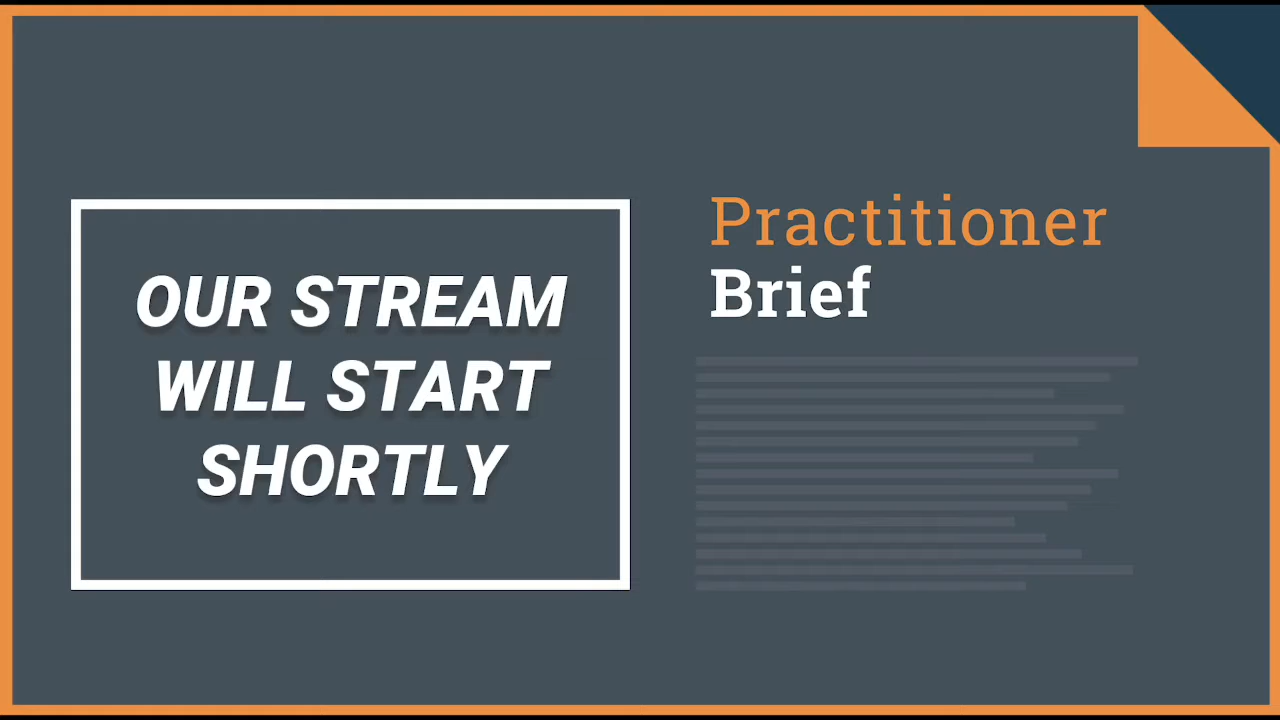 OUR STREAM
WILL START
SHORTLY
Practitioner
Brief